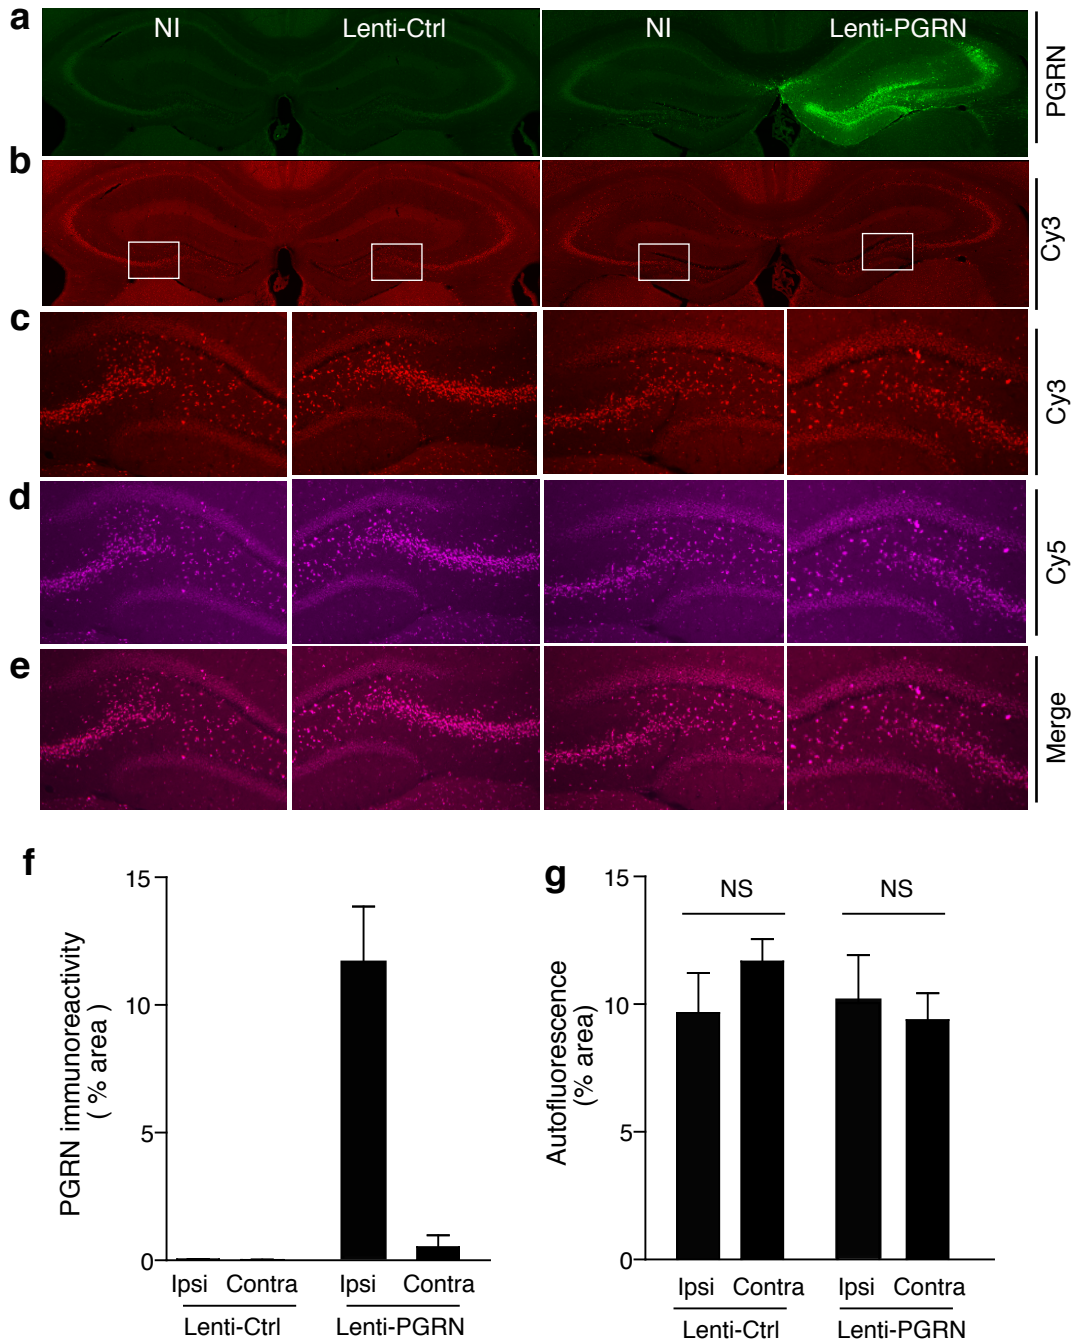 a
NI
Lenti-Ctrl
NI
Lenti-PGRN
PGRN
b
Cy3
c
Cy3
d
Cy5
e
Merge
f
15
10
5
0
PGRN immunoreactivity
( % area )
Ipsi
Contra
Ipsi
Contra
Lenti-Ctrl
Lenti-PGRN
g
15
10
5
0
Autofluorescence
(% area)
NS
NS
Ipsi
Contra
Ipsi
Contra
Lenti-Ctrl
Lenti-PGRN